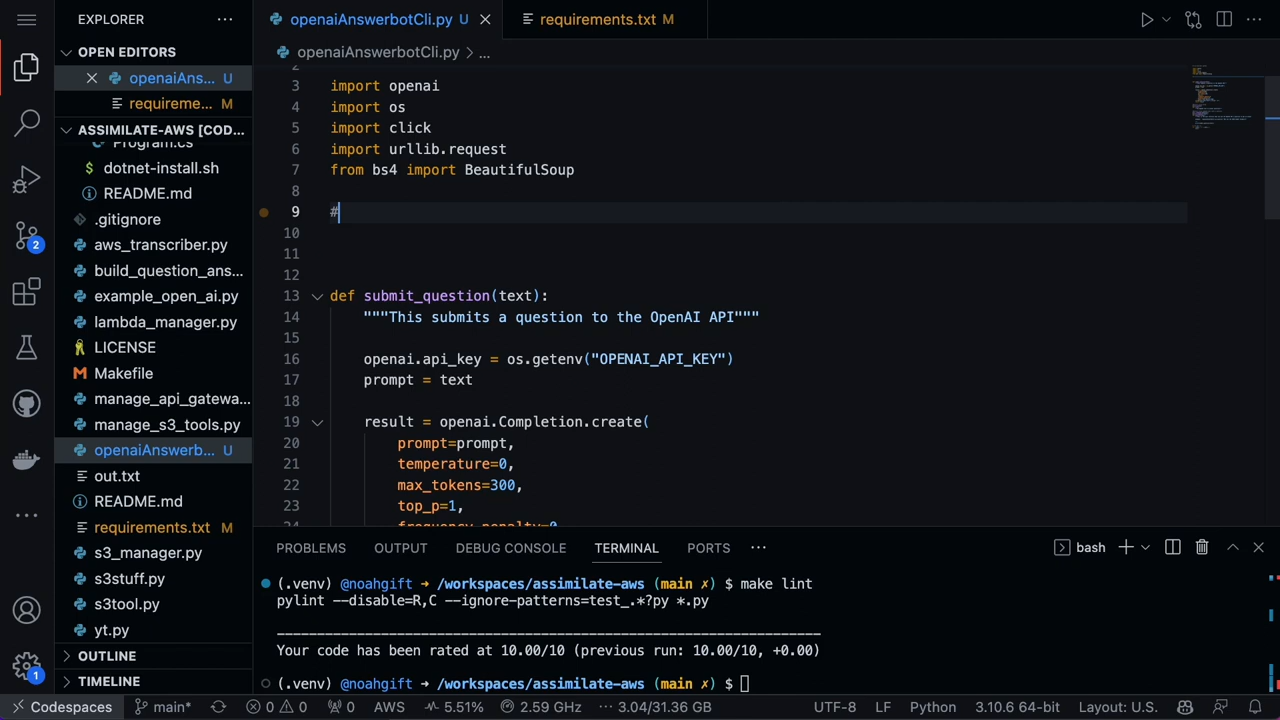 EXPLORER
OPEN EDITORS
openaiAns... U
requireme... M
ASSIMILATE-AWS [COD...
Program.cs
$ dotnet-install.sh
README.md
.gitignore
aws_transcriber.py
build_question_ans...
example_open_ai.py
lambda_manager.py
LICENSE
Makefile
manage_api_gatewa...
manage_s3_tools.py
openaiAnswerb... U
out.txt
README.md
requirements.txt M
s3_manager.py
s3stuff.py
s3tool.py
yt.py
OUTLINE
TIMELINE
2
1
openaiAnswerbotCli.py U
requirements.txt M
openaiAnswerbotCli.py > ...
2
3 import openai
4 import os
5 import click
6 import urllib.request
7 from bs4 import BeautifulSoup
8
9 #
10
11
12
13 def submit_question(text):
14 """This submits a question to the OpenAI API"""
15
16 openai.api_key = os.getenv("OPENAI_API_KEY")
17 prompt = text
18
19 result = openai.Completion.create(
20 prompt=prompt,
21 temperature=0,
22 max_tokens=300,
23 top_p=1,
24 frequency_penalty=0
PROBLEMS OUTPUT DEBUG CONSOLE TERMINAL PORTS ...
bash
(.venv) @noahgift → /workspaces/assimilate-aws (main ✗) $ make lint
pylint --disable=R,C --ignore-patterns=test_.*?py *.py
--------------------------------------------------------------------
Your code has been rated at 10.00/10 (previous run: 10.00/10, +0.00)
(.venv) @noahgift → /workspaces/assimilate-aws (main ✗) $
Codespaces main* 0 0 0 AWS 5.51% 2.59 GHz 3.04/31.36 GB UTF-8 LF Python 3.10.6 64-bit Layout: U.S.